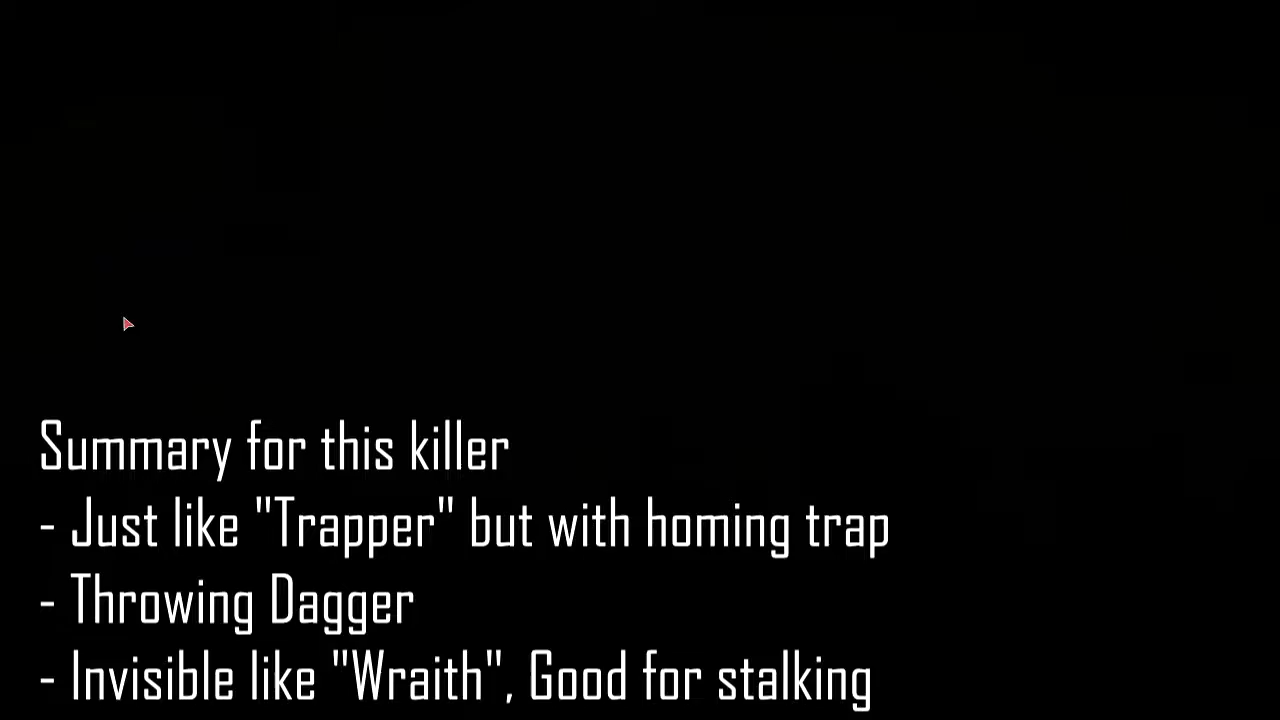 Summary for this killer
- Just like "Trapper" but with homing trap
- Throwing Dagger
- Invisible like "Wraith", Good for stalking